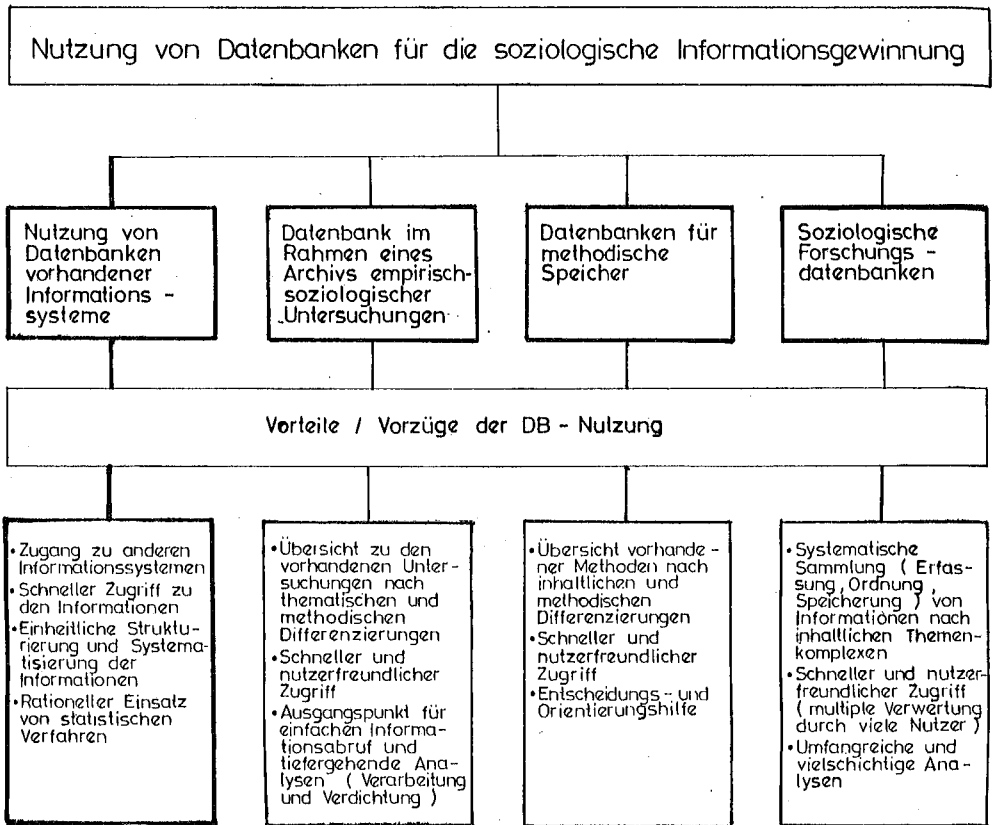 Nutzung von Datenbanken für die soziologische Informationsgewinnung
Nutzung von
Datenbanken
vorhandener
Informations -
systeme
Datenbank im
Rahmen eines
Archivs empirisch-
soziologischer
Untersuchungen
Datenbanken für
methodische
Speicher
Soziologische
Forschungs -
datenbanken
Vorteile / Vorzüge der DB - Nutzung
• Zugang zu anderen
Informationssystemen
• Schneller Zugriff zu
den Informationen
• Einheitliche Struktu-
rierung und Systema-
tisierung der
Informationen
• Rationeller Einsatz
von statistischen
Verfahren
• Übersicht zu den
vorhandenen Unter-
suchungen nach
thematischen und
methodischen
Differenzierungen
• Schneller und
nutzerfreundlicher
Zugriff
• Ausgangspunkt für
einfachen Informa-
tionsabruf und
tiefergehende Ana-
lysen ( Verarbeitung
und Verdichtung )
• Übersicht vorhande -
ner Methoden nach
inhaltlichen und
methodischen
Differenzierungen
• Schneller und
nutzerfreundlicher
Zugriff
• Entscheidungs - und
Orientierungshilfe
• Systematische
Sammlung ( Erfas-
sung , Ordnung ,
Speicherung ) von
Informationen nach
inhaltlichen Themen-
komplexen
• Schneller und nutzer-
freundlicher Zugriff
( multiple Verwertung
durch viele Nutzer )
• Umfangreiche und
vielschichtige Ana -
lysen